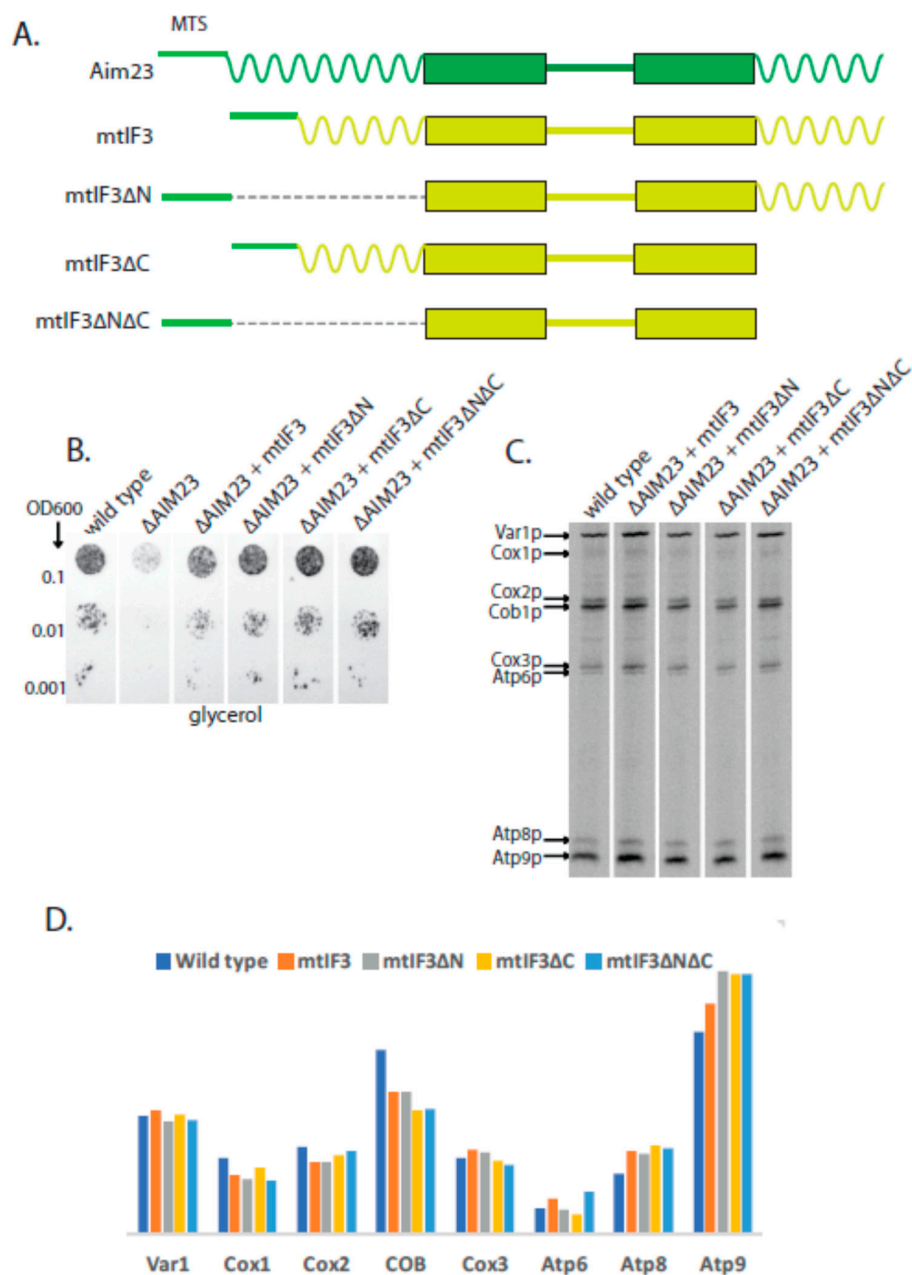 A.
MTS
Aim23
mtIF3
mtIF3ΔN
mtIF3ΔC
mtIF3ΔNΔC
B.
OD600
wild type
ΔAIM23
ΔAIM23 + mtIF3
ΔAIM23 + mtIF3ΔN
ΔAIM23 + mtIF3ΔC
ΔAIM23 + mtIF3ΔNΔC
0.1
0.01
0.001
glycerol
C.
wild type
ΔAIM23 + mtIF3
ΔAIM23 + mtIF3ΔN
ΔAIM23 + mtIF3ΔC
ΔAIM23 + mtIF3ΔNΔC
Var1p
Cox1p
Cox2p
Cob1p
Cox3p
Atp6p
Atp8p
Atp9p
D.
Wild type mtIF3 mtIF3ΔN mtIF3ΔC mtIF3ΔNΔC
Var1 Cox1 Cox2 COB Cox3 Atp6 Atp8 Atp9